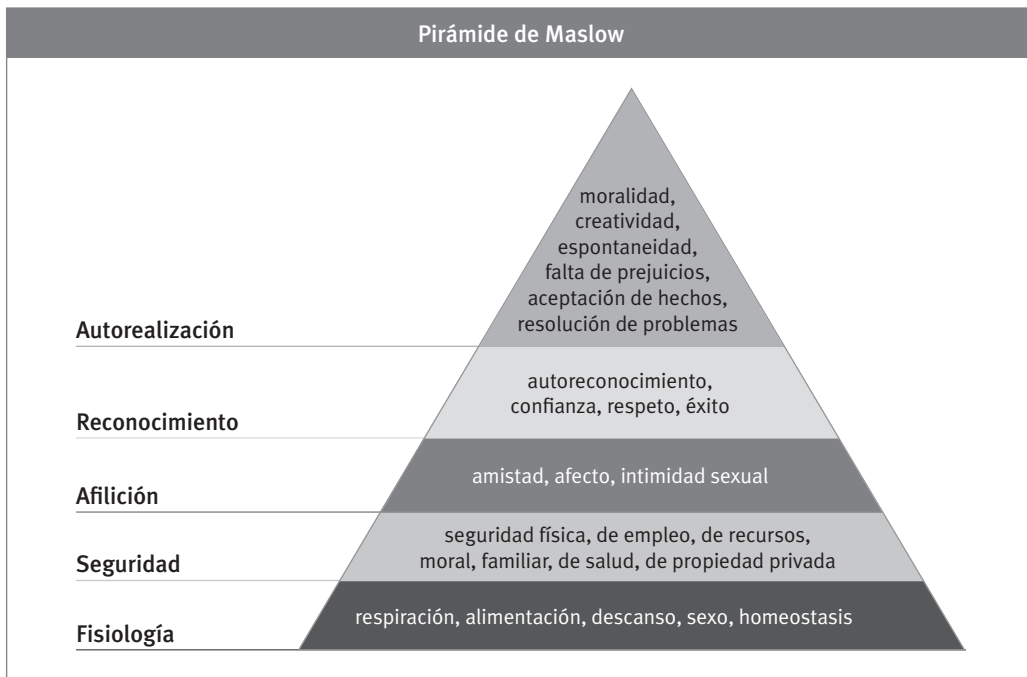 Pirámide de Maslow
moralidad,
creatividad,
espontaneidad,
falta de prejuicios,
aceptación de hechos,
resolución de problemas
Autorealización
autoreconocimiento,
confianza, respeto, éxito
Reconocimiento
amistad, afecto, intimidad sexual
Afilición
seguridad física, de empleo, de recursos,
moral, familiar, de salud, de propiedad privada
Seguridad
respiración, alimentación, descanso, sexo, homeostasis
Fisiología